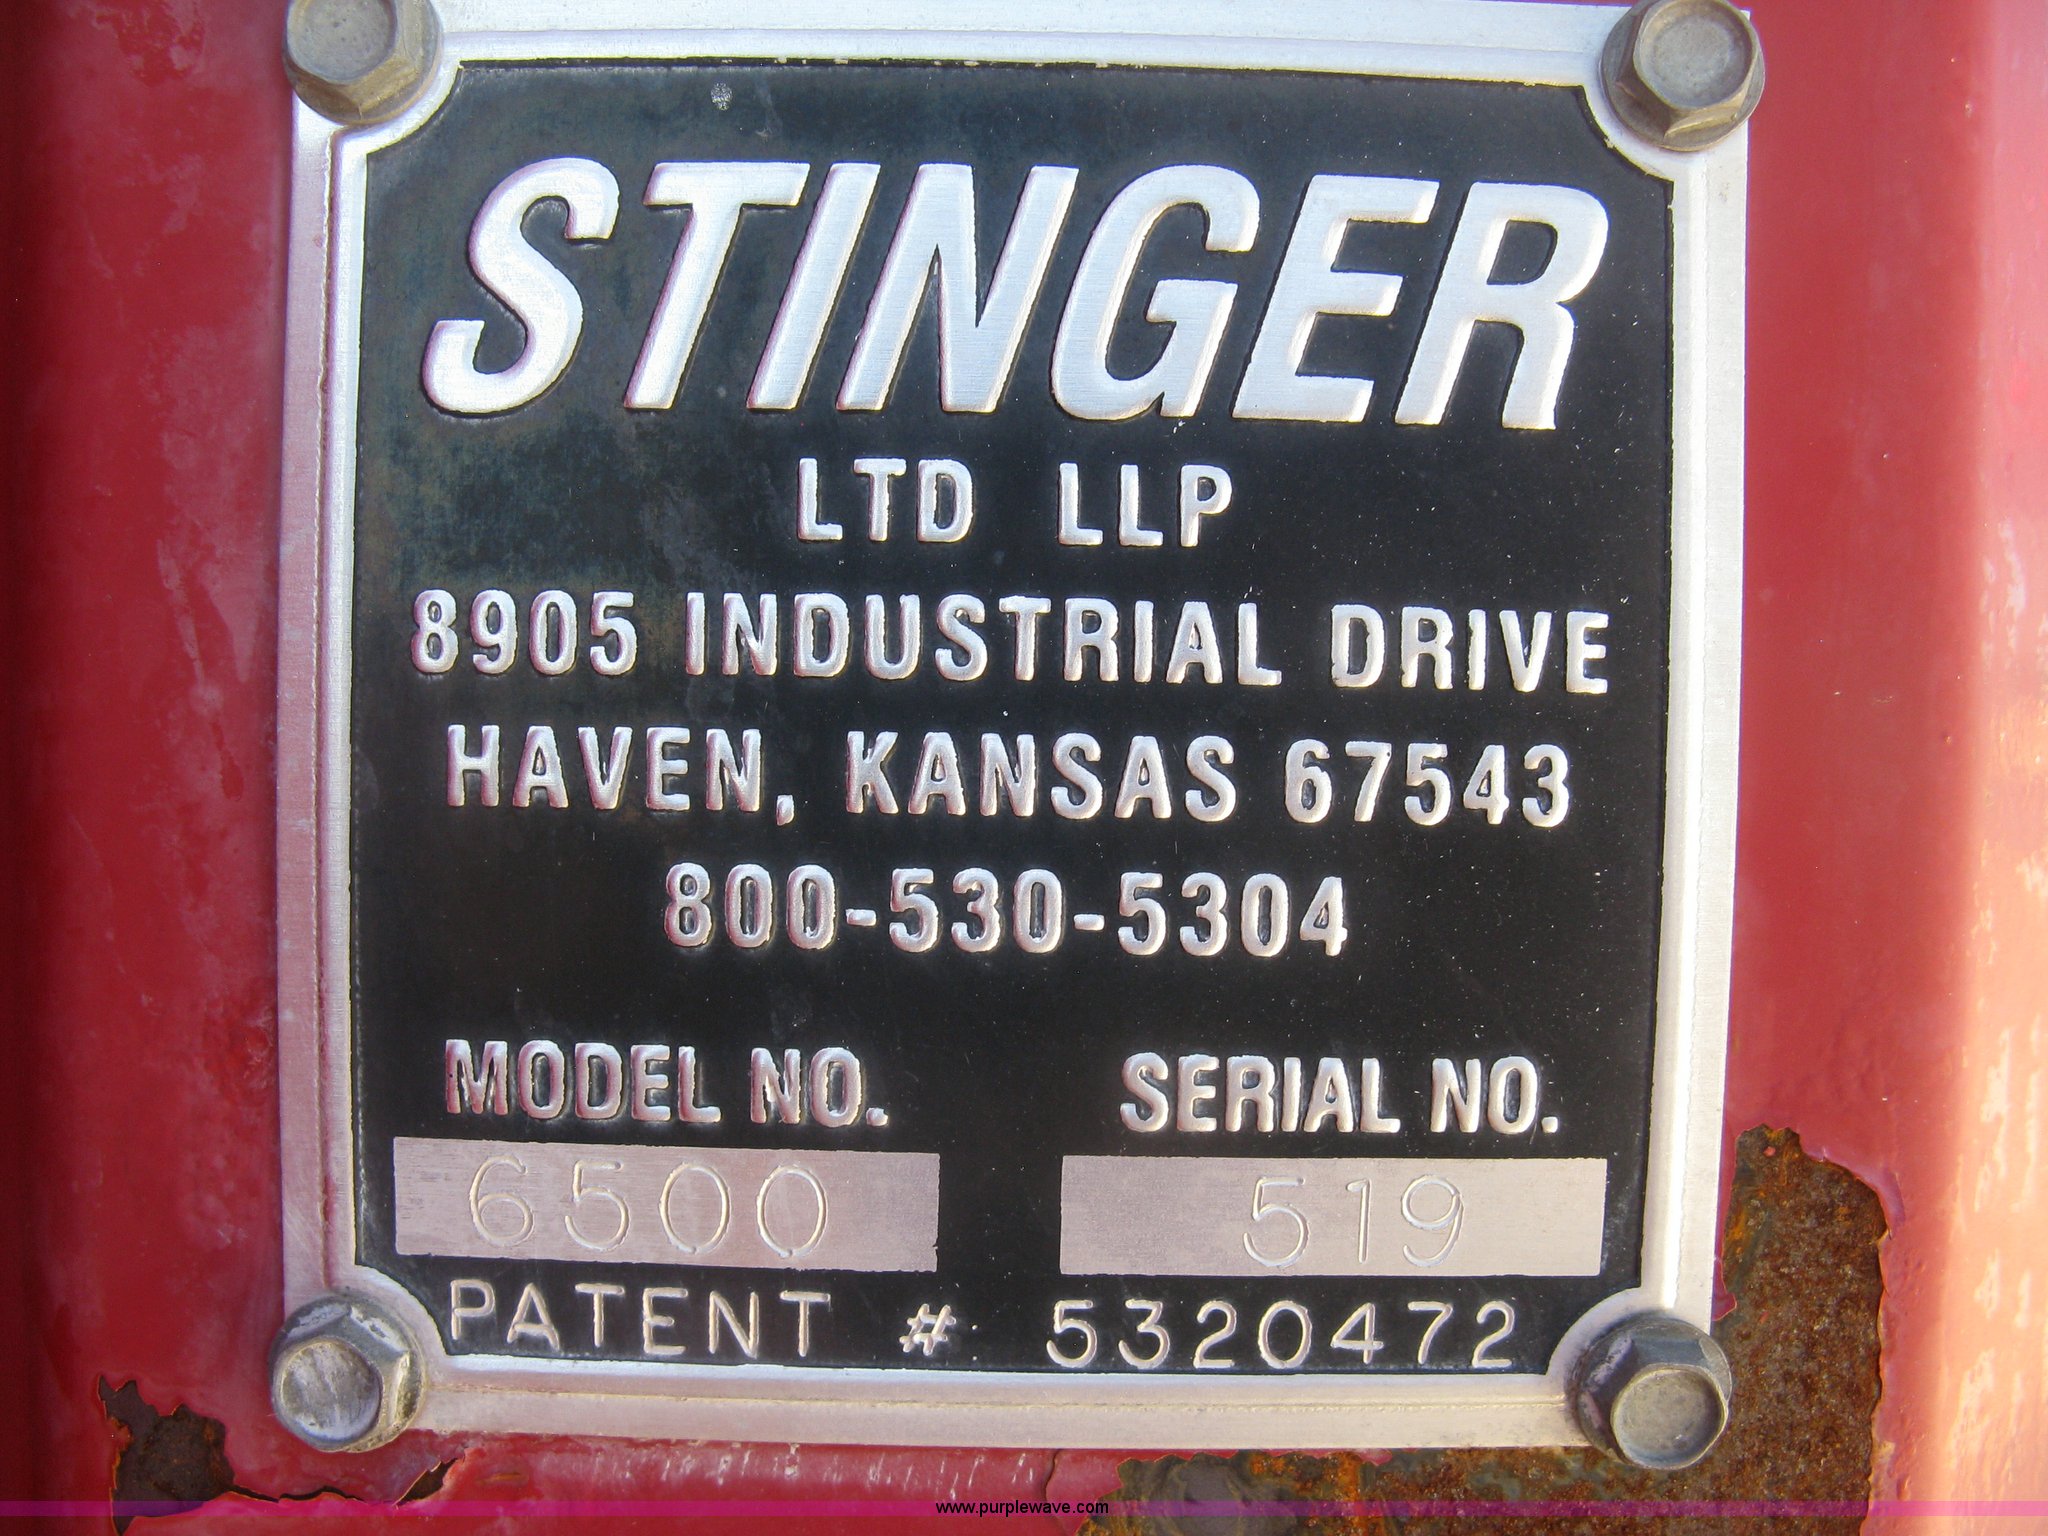 STINGER
LTD LLP
8905 INDUSTRIAL DRIVE
HAVEN, KANSAS 67543
800-530-5304
MODEL NO. SERIAL NO.
6500 519
PATENT # 5320472
www.purplewave.com